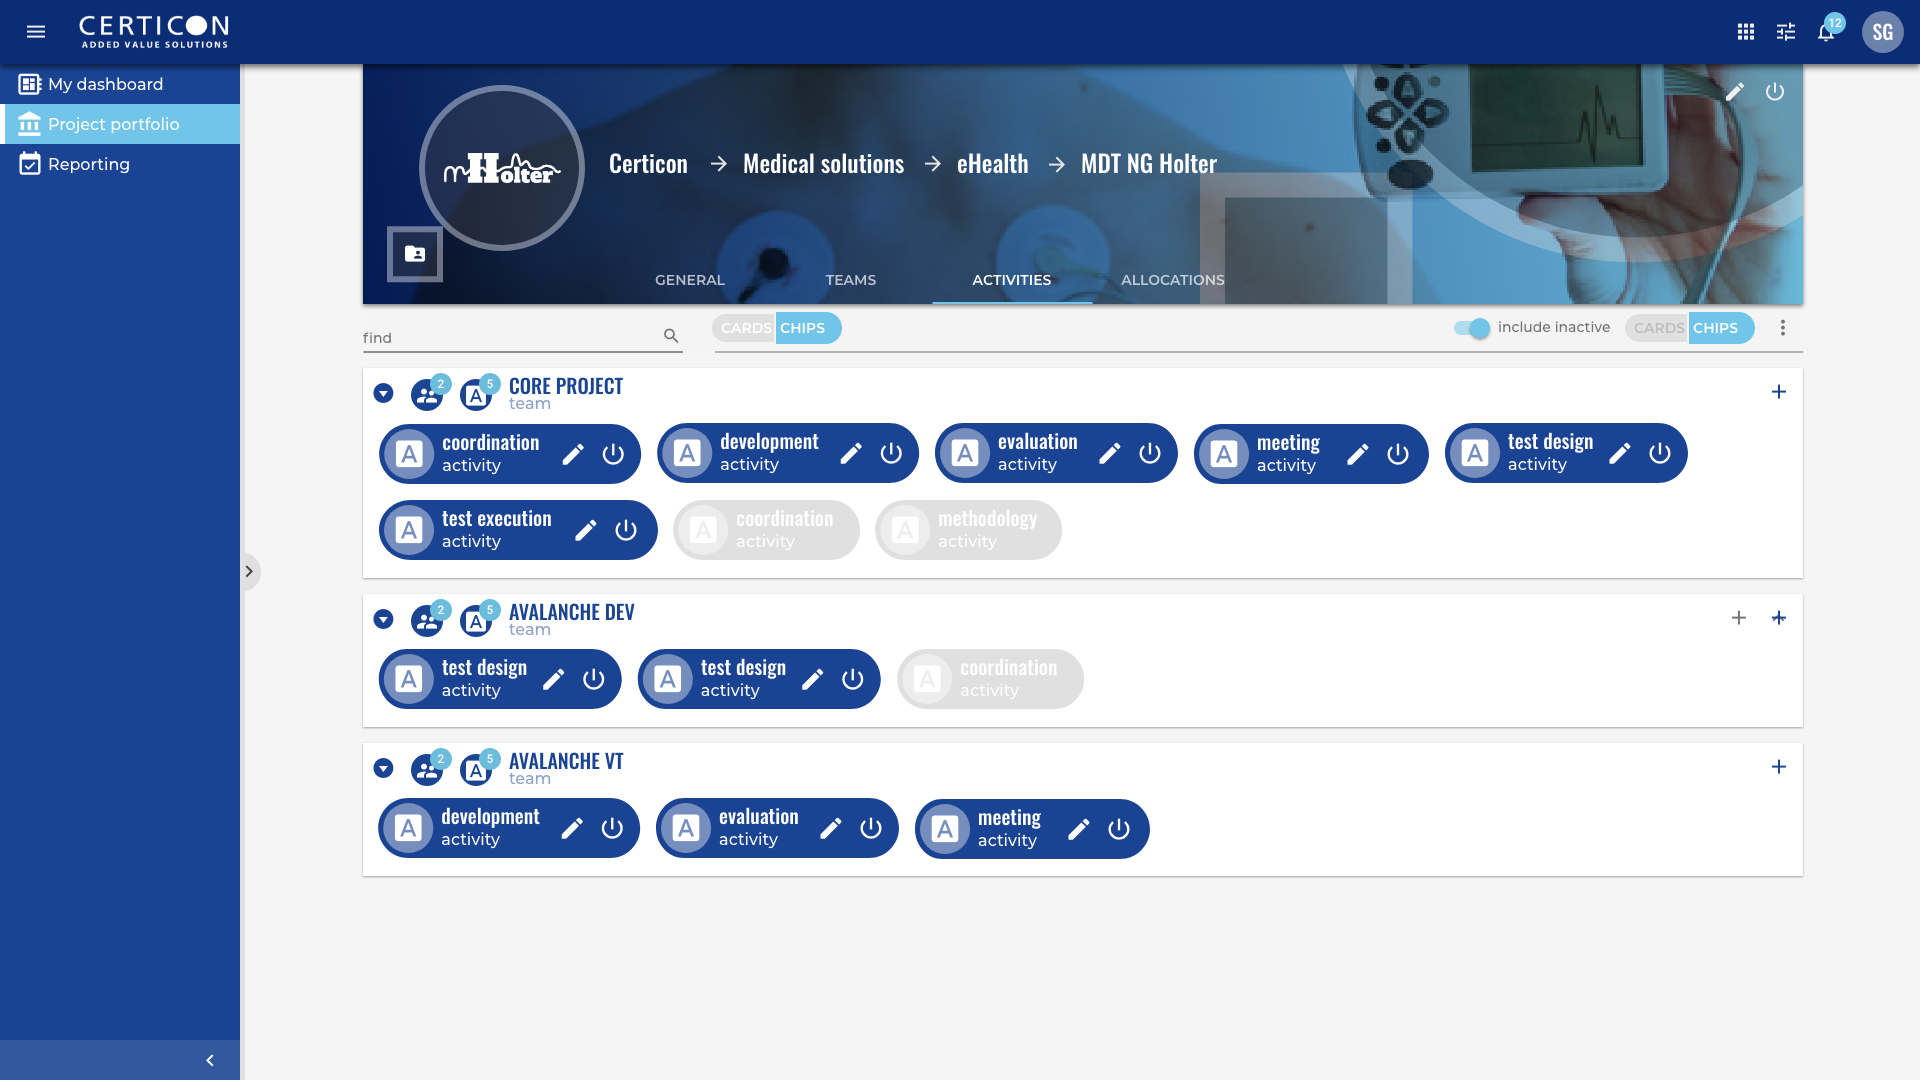 CERTICON
ADDED VALUE SOLUTIONS
12
SG
My dashboard
Project portfolio
Reporting
mHolter
Certicon → Medical solutions → eHealth → MDT NG Holter
GENERAL TEAMS ACTIVITIES ALLOCATIONS
find
CARDS CHIPS
include inactive
CARDS CHIPS
2 5 CORE PROJECT
team
A coordination
activity
A development
activity
A evaluation
activity
A meeting
activity
A test design
activity
A test execution
activity
A coordination
activity
A methodology
activity
2 5 AVALANCHE DEV
team
A test design
activity
A test design
activity
A coordination
activity
2 5 AVALANCHE VT
team
A development
activity
A evaluation
activity
A meeting
activity